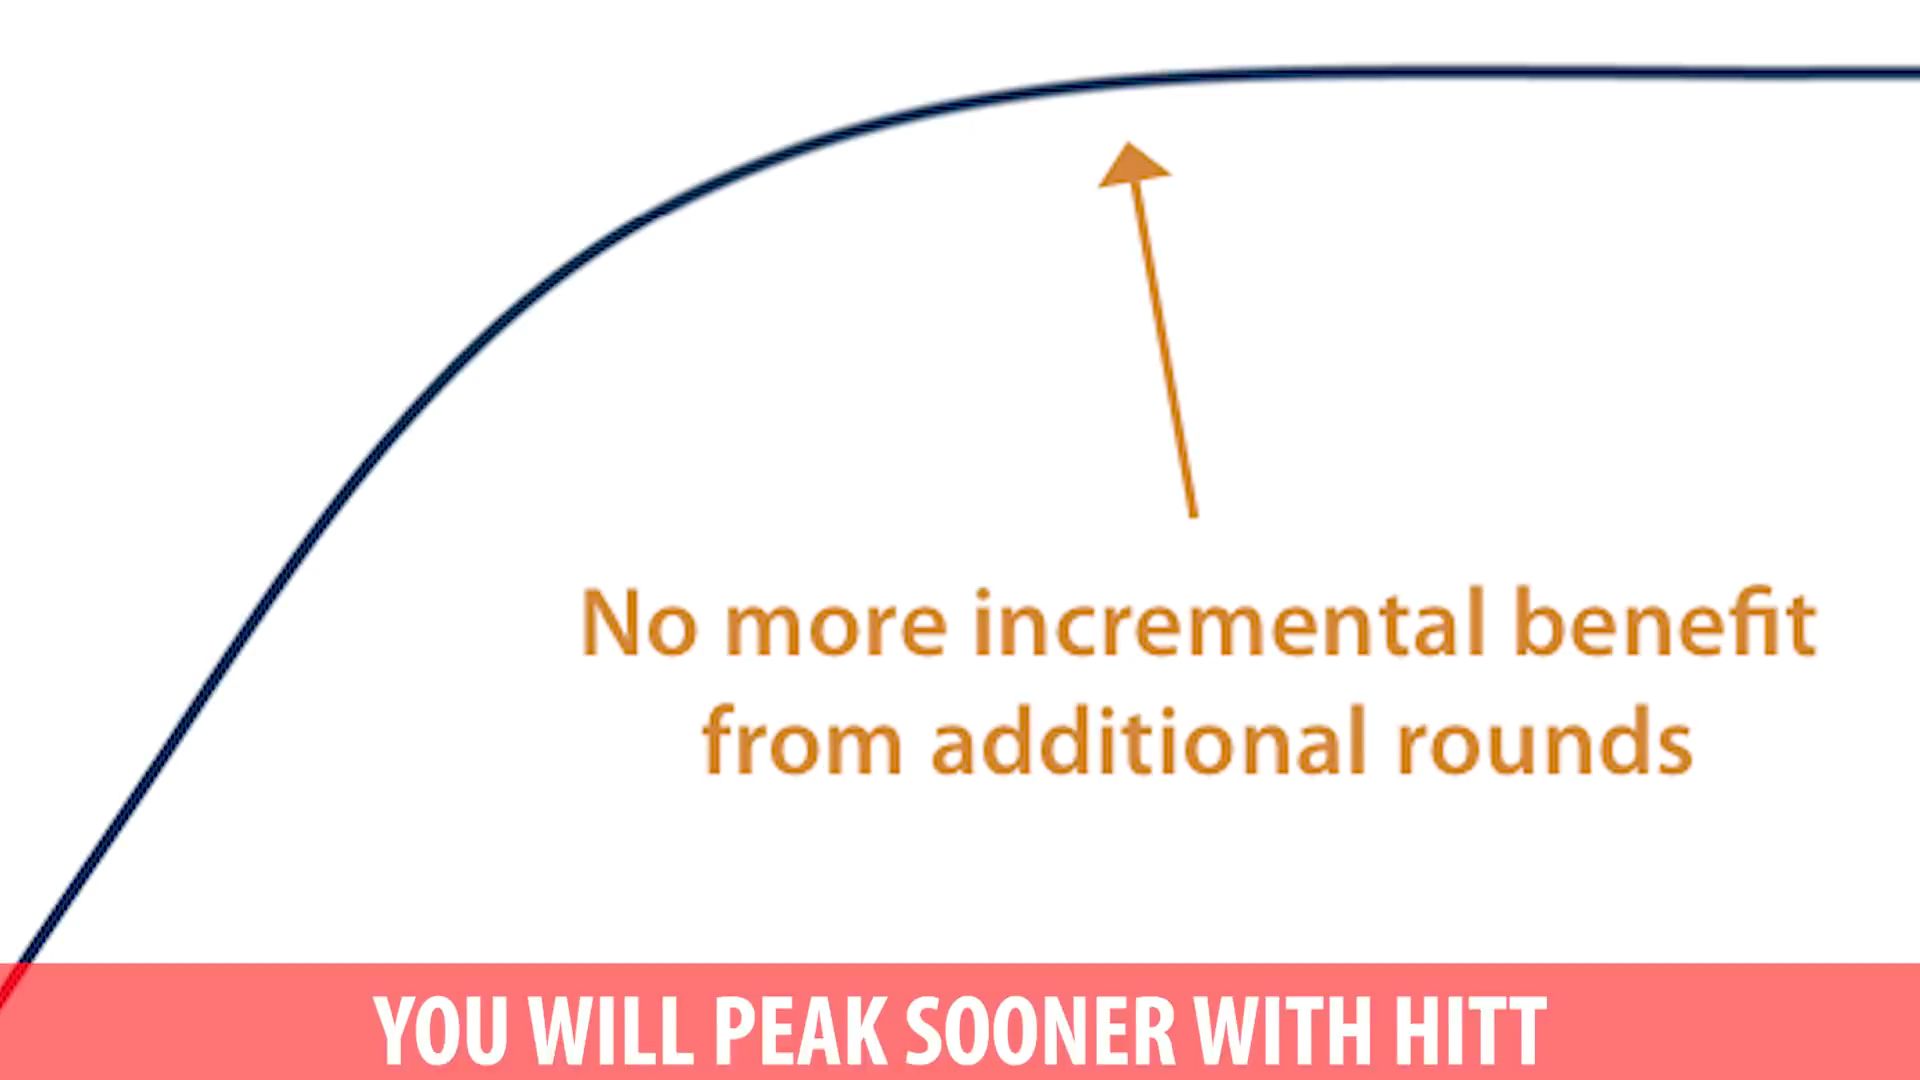 No more incremental benefit
from additional rounds
YOU WILL PEAK SOONER WITH HITT